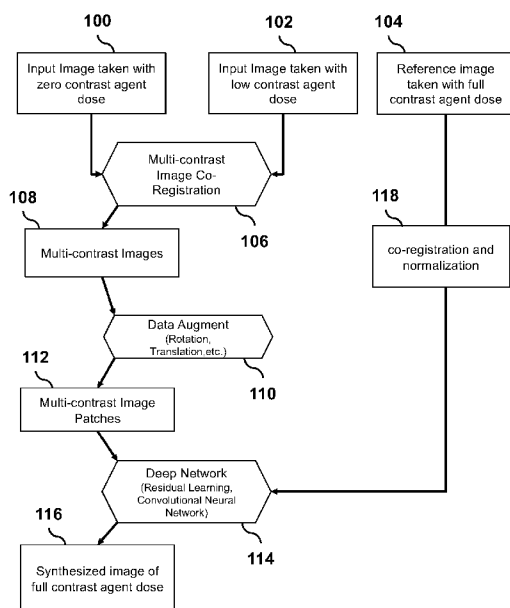 100
102
104
Input Image taken with
zero contrast agent
dose
Input Image taken with
low contrast agent
dose
Reference image
taken with full
contrast agent dose
Multi-contrast
Image Co-
Registration
106
108
118
Multi-contrast Images
co-registration and
normalization
Data Augment
(Rotation,
Translation,etc.)
110
112
Multi-contrast Image
Patches
Deep Network
(Residual Learning,
Convolutional Neural
Network)
114
116
Synthesized image of
full contrast agent dose